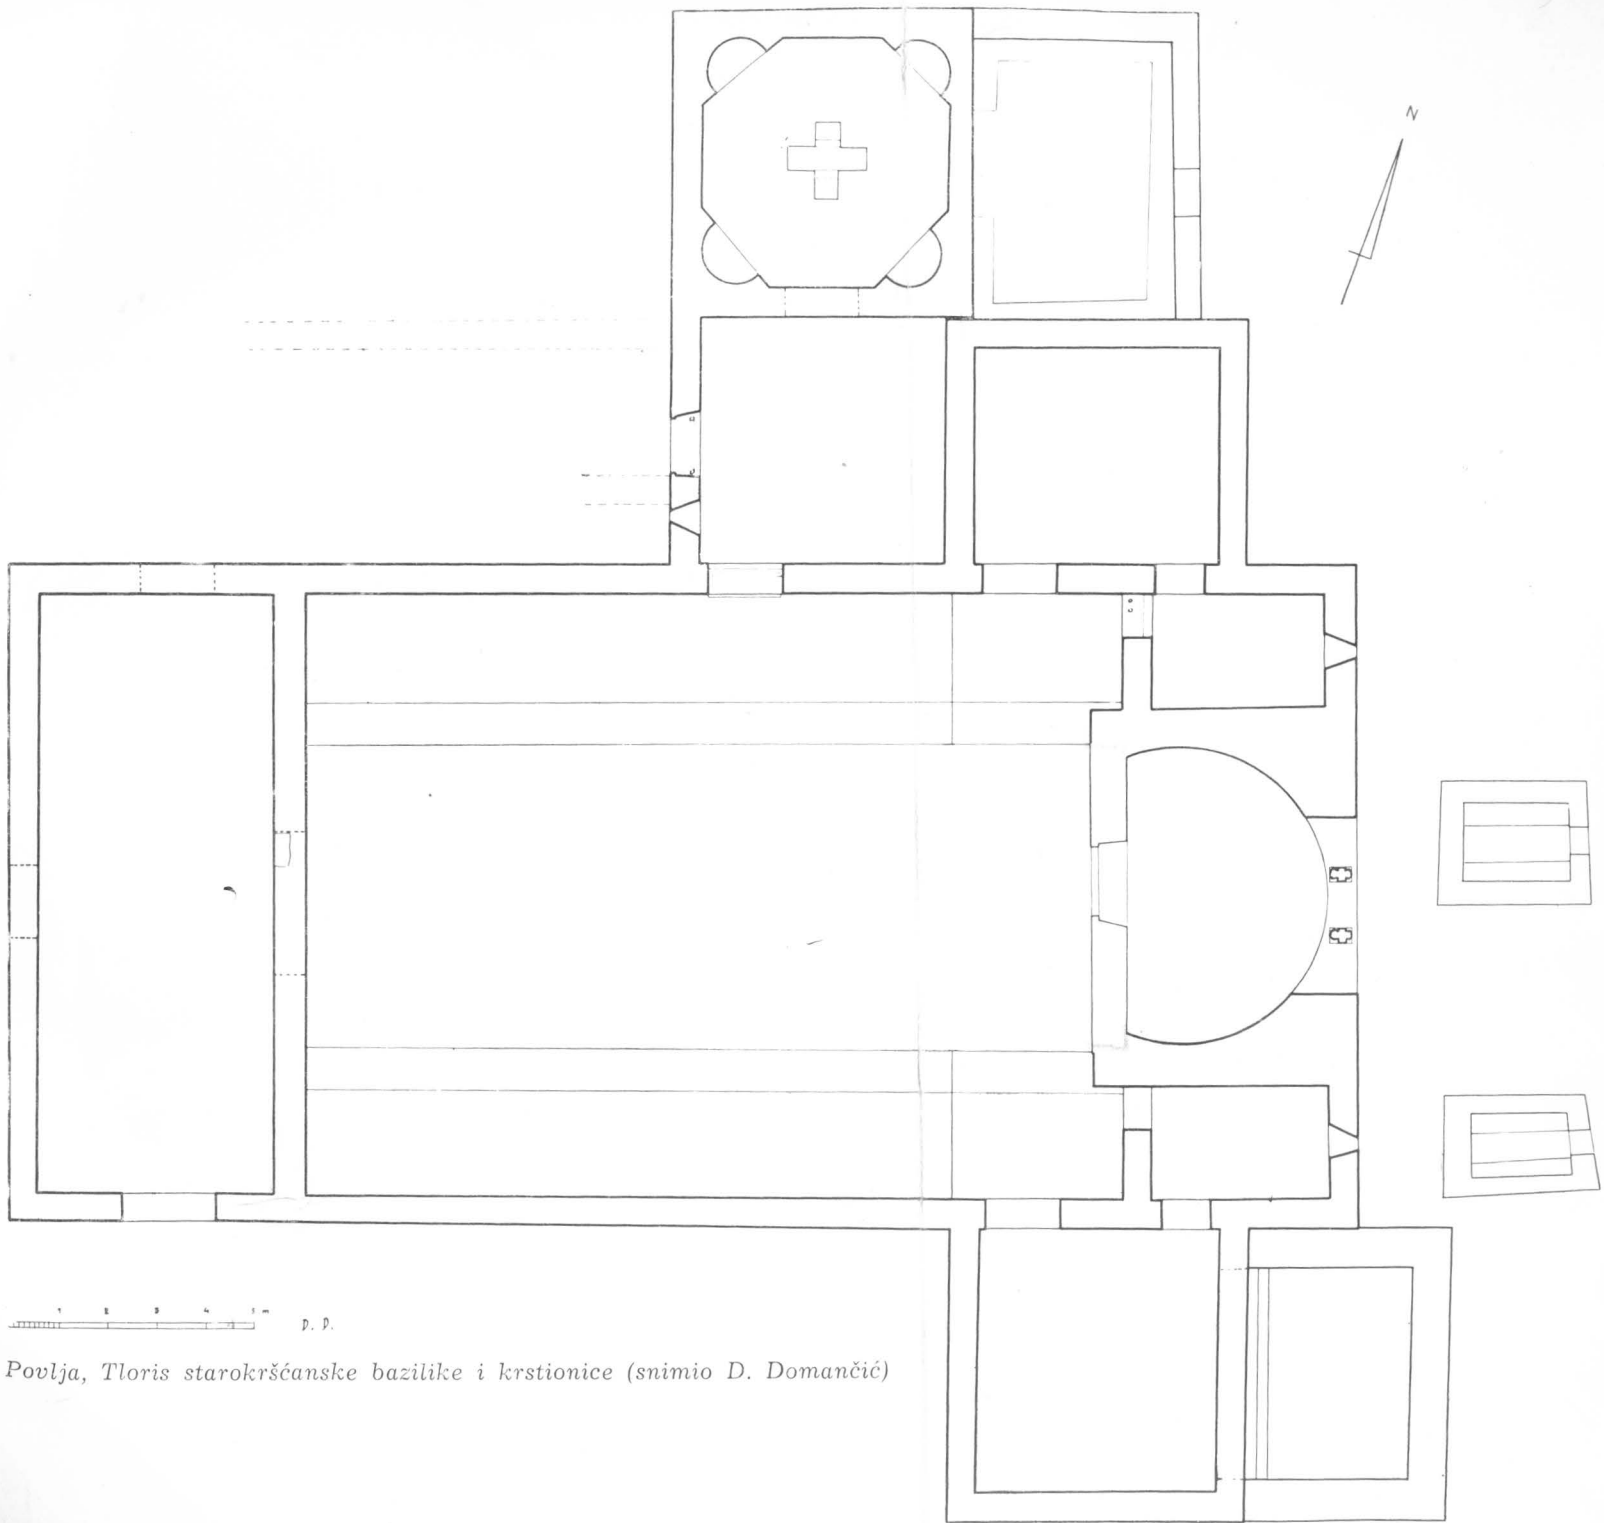 N
1 2 3 4 5 m
D. D.
Povlja, Tloris starokršćanske bazilike i krstionice (snimio D. Domančić)